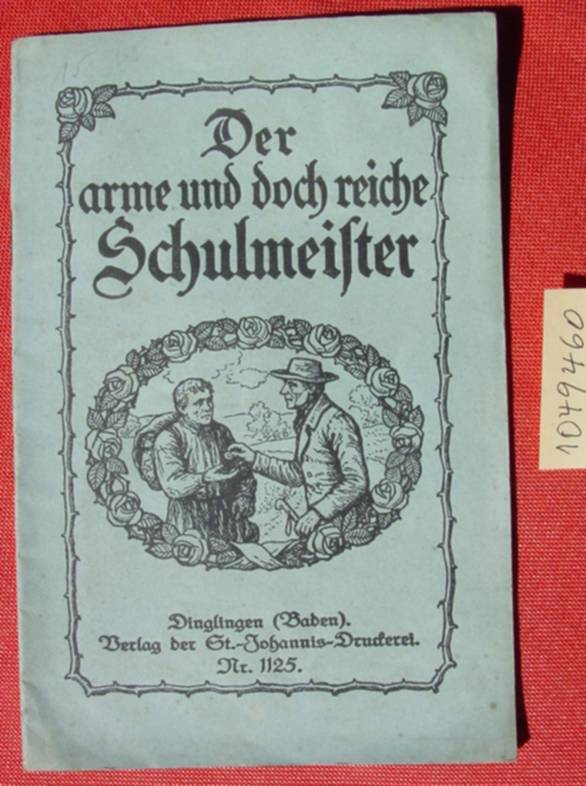 Der
arme und doch reiche
Schulmeiſter
Dinglingen (Baden).
Verlag der St.-Johannis-Druckerei.
Nr. 1125.
1049460